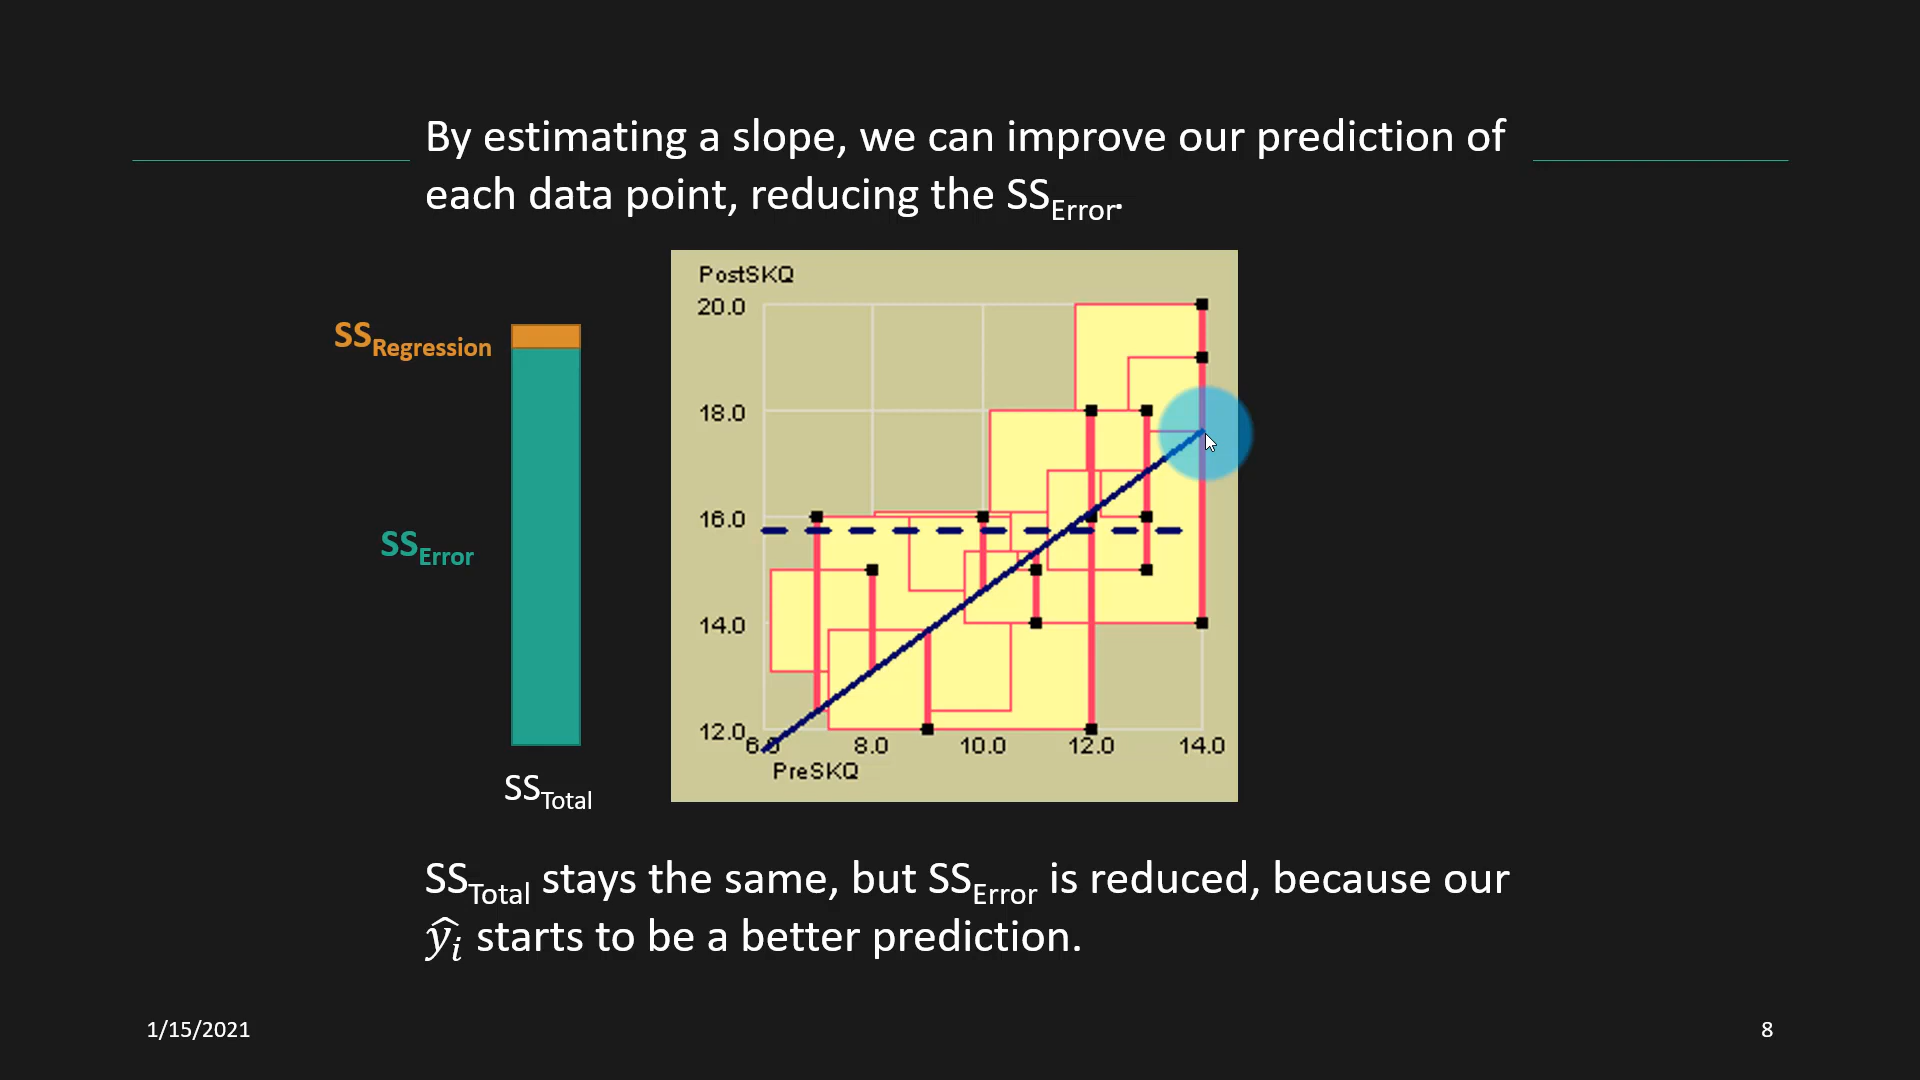 By estimating a slope, we can improve our prediction of
each data point, reducing the SSError.
PostSKQ
20.0
SSRegression
18.0
16.0
SSError
14.0
12.0
6.0 8.0 10.0 12.0 14.0
PreSKQ
SSTotal
SSTotal stays the same, but SSError is reduced, because our
ŷi starts to be a better prediction.
1/15/2021
8